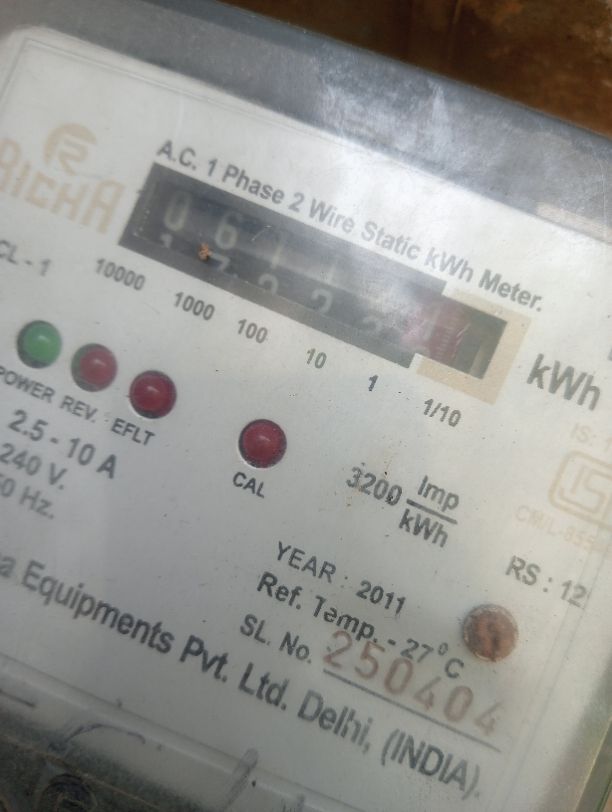 RICHA
A.C. 1 Phase 2 Wire Static kWh Meter.
CL-1
10000 1000 100 10 1 1/10
kWh
POWER REV. EFLT
CAL
2.5 - 10 A
240 V.
50 Hz.
3200 Imp/kWh
YEAR : 2011
RS : 12
Ref. Temp. - 27°C
SL. No. 250404
Equipments Pvt. Ltd. Delhi, (INDIA).